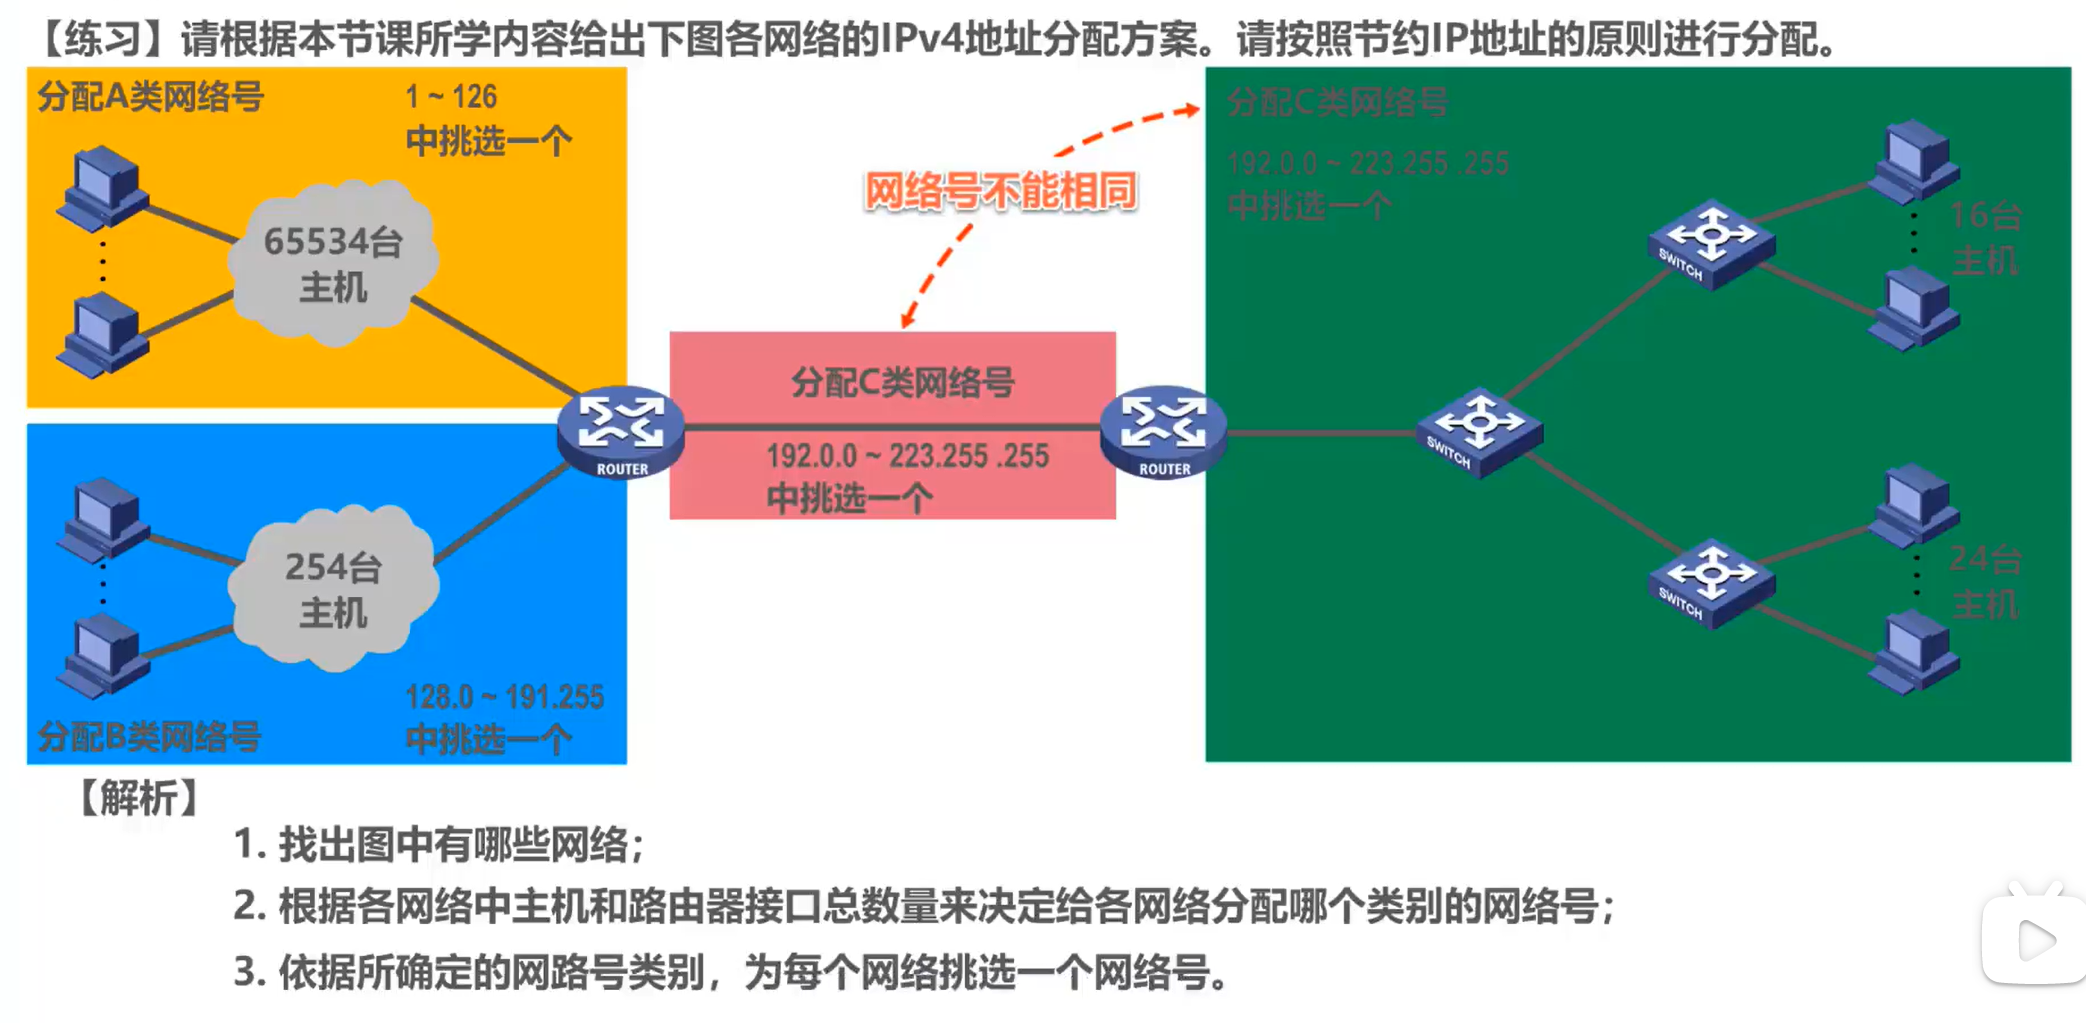 【练习】请根据本节课所学内容给出下图各网络的IPv4地址分配方案。请按照节约IP地址的原则进行分配。
分配A类网络号
1 ~ 126
中挑选一个
65534台
主机
254台
主机
128.0 ~ 191.255
中挑选一个
分配B类网络号
ROUTER
网络号不能相同
分配C类网络号
192.0.0 ~ 223.255 .255
中挑选一个
ROUTER
分配C类网络号
192.0.0 ~ 223.255 .255
中挑选一个
SWITCH
SWITCH
SWITCH
16台
主机
24台
主机
【解析】
1. 找出图中有哪些网络；
2. 根据各网络中主机和路由器接口总数量来决定给各网络分配哪个类别的网络号；
3. 依据所确定的网路号类别，为每个网络挑选一个网络号。